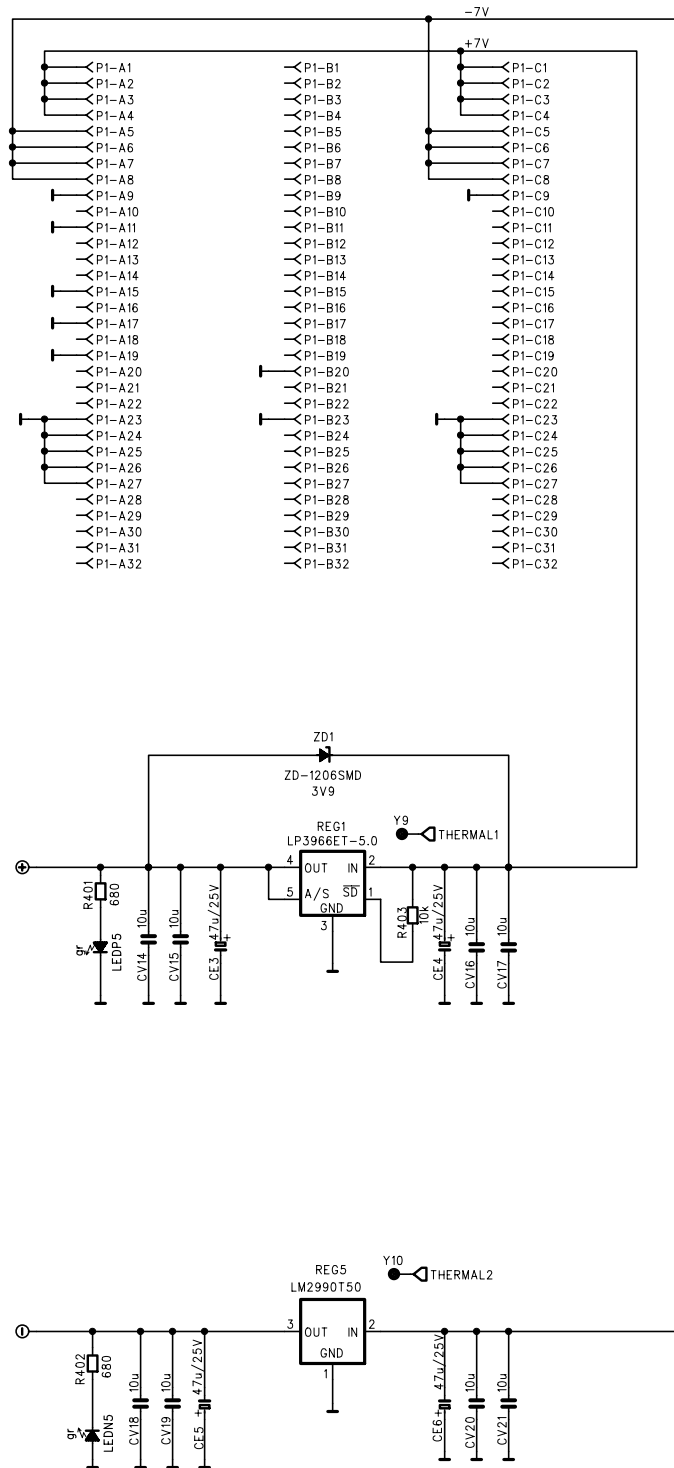 -7V
+7V
P1-A1 P1-B1 P1-C1
P1-A2 P1-B2 P1-C2
P1-A3 P1-B3 P1-C3
P1-A4 P1-B4 P1-C4
P1-A5 P1-B5 P1-C5
P1-A6 P1-B6 P1-C6
P1-A7 P1-B7 P1-C7
P1-A8 P1-B8 P1-C8
P1-A9 P1-B9 P1-C9
P1-A10 P1-B10 P1-C10
P1-A11 P1-B11 P1-C11
P1-A12 P1-B12 P1-C12
P1-A13 P1-B13 P1-C13
P1-A14 P1-B14 P1-C14
P1-A15 P1-B15 P1-C15
P1-A16 P1-B16 P1-C16
P1-A17 P1-B17 P1-C17
P1-A18 P1-B18 P1-C18
P1-A19 P1-B19 P1-C19
P1-A20 P1-B20 P1-C20
P1-A21 P1-B21 P1-C21
P1-A22 P1-B22 P1-C22
P1-A23 P1-B23 P1-C23
P1-A24 P1-B24 P1-C24
P1-A25 P1-B25 P1-C25
P1-A26 P1-B26 P1-C26
P1-A27 P1-B27 P1-C27
P1-A28 P1-B28 P1-C28
P1-A29 P1-B29 P1-C29
P1-A30 P1-B30 P1-C30
P1-A31 P1-B31 P1-C31
P1-A32 P1-B32 P1-C32
ZD1
ZD-1206SMD
3V9
REG1
LP3966ET-5.0
Y9
THERMAL1
4 OUT IN 2
5 A/S SD 1
GND
3
R401
680
gr
LEDP5
CV14
10u
CV15
10u
CE3
47u/25V
+
R403
10k
CE4
47u/25V
+
CV16
10u
CV17
10u
REG5
LM2990T50
Y10
THERMAL2
3 OUT IN 2
GND
1
R402
680
gr
LEDN5
CV18
10u
CV19
10u
CE5
+
47u/25V
CE6
+
47u/25V
CV20
10u
CV21
10u